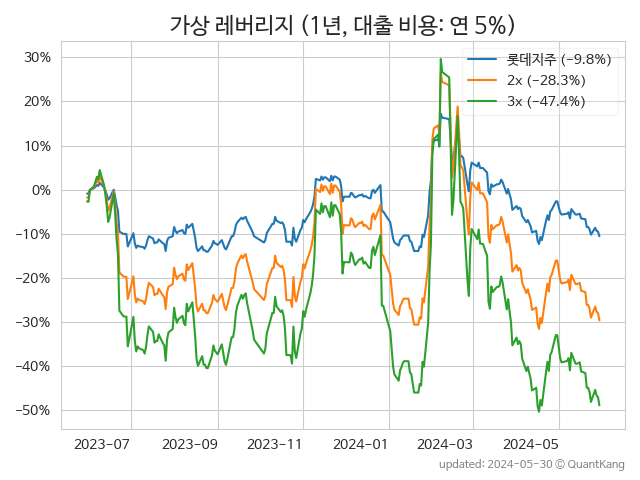 가상 레버리지 (1년, 대출 비용: 연 5%)
롯데지주 (-9.8%)
2x (-28.3%)
3x (-47.4%)
30%
20%
10%
0%
-10%
-20%
-30%
-40%
-50%
2023-07 2023-09 2023-11 2024-01 2024-03 2024-05
updated: 2024-05-30 © QuantKang